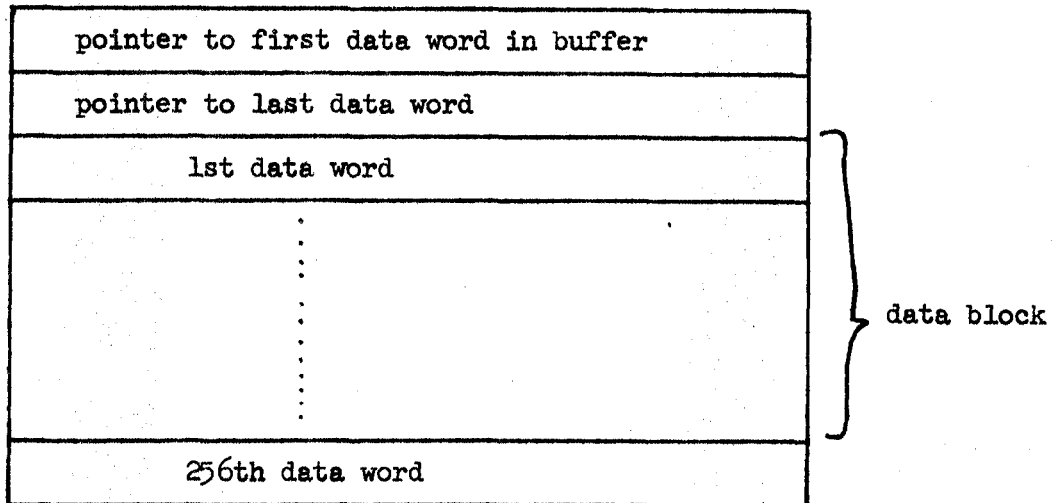 pointer to first data word in buffer
pointer to last data word
1st data word
data block
256th data word